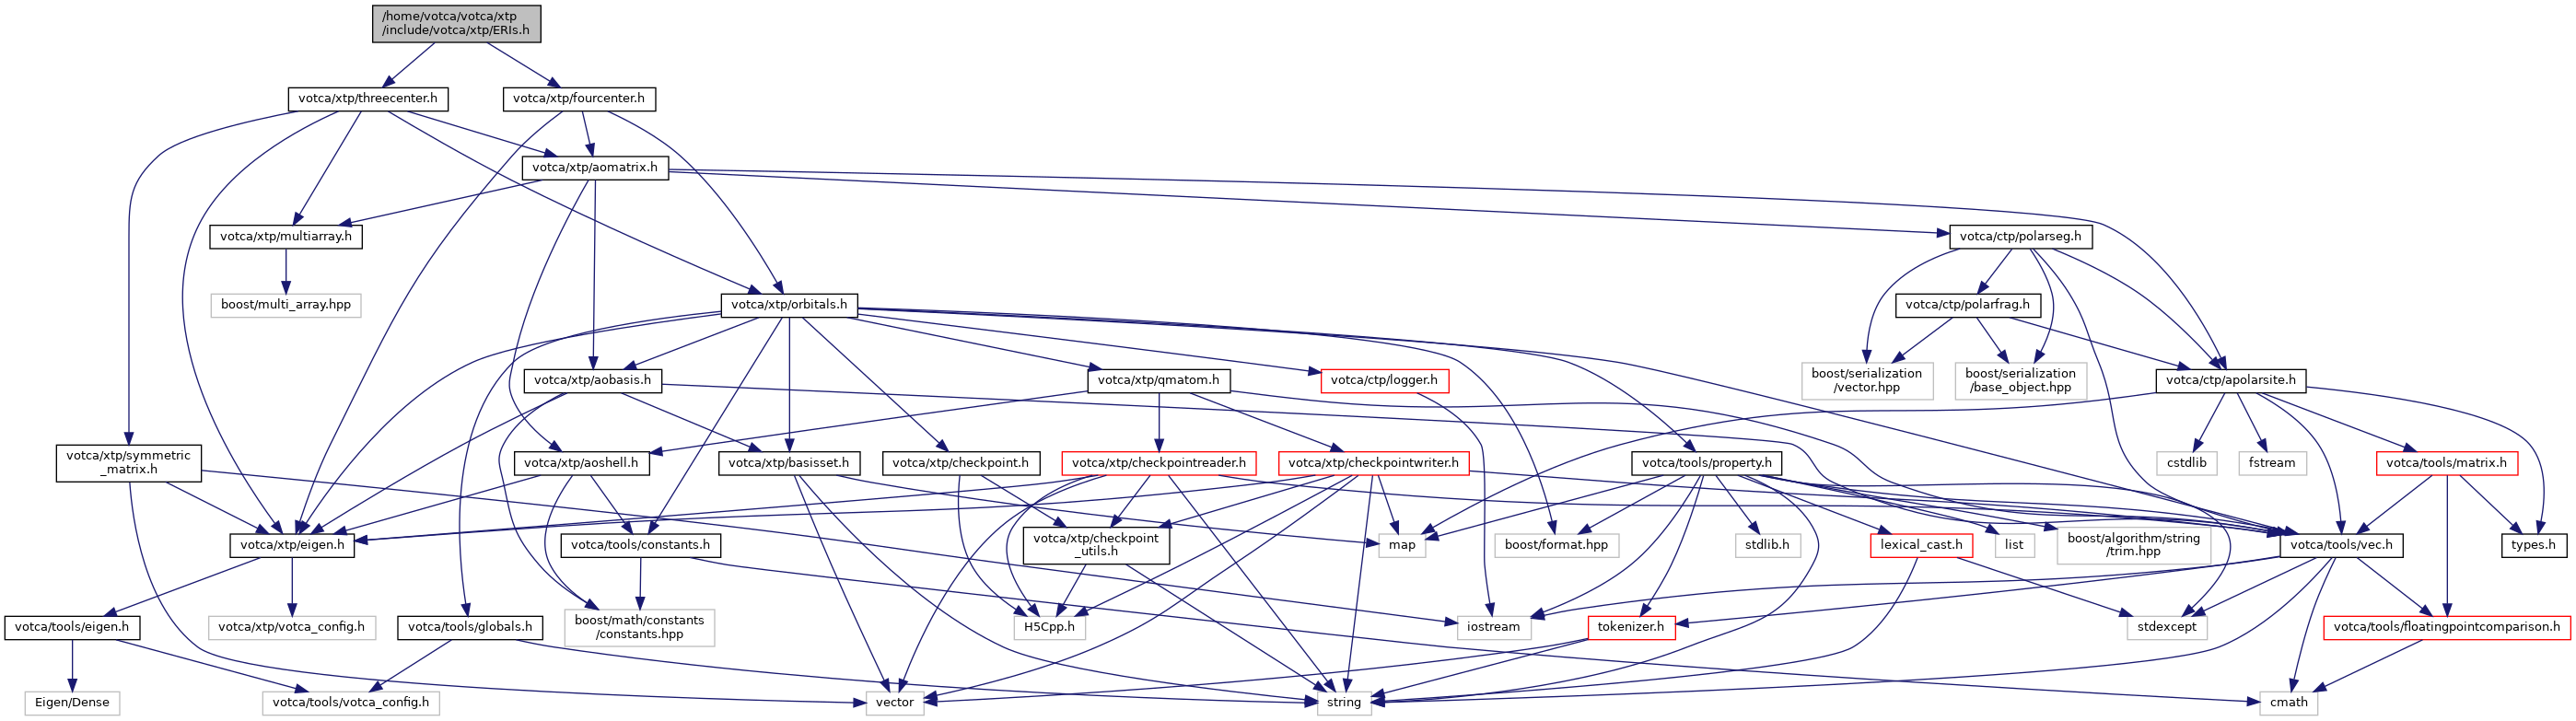 /home/votca/votca/xtp
/include/votca/xtp/ERIs.h
votca/xtp/threecenter.h
votca/xtp/fourcenter.h
votca/xtp/aomatrix.h
votca/xtp/multiarray.h
votca/ctp/polarseg.h
boost/multi_array.hpp
votca/xtp/orbitals.h
votca/ctp/polarfrag.h
votca/xtp/aobasis.h
votca/xtp/qmatom.h
votca/ctp/logger.h
boost/serialization
/vector.hpp
boost/serialization
/base_object.hpp
votca/ctp/apolarsite.h
votca/xtp/symmetric
_matrix.h
votca/xtp/aoshell.h
votca/xtp/basisset.h
votca/xtp/checkpoint.h
votca/xtp/checkpointreader.h
votca/xtp/checkpointwriter.h
votca/tools/property.h
cstdlib
fstream
votca/tools/matrix.h
votca/xtp/eigen.h
votca/tools/constants.h
votca/xtp/checkpoint
_utils.h
map
boost/format.hpp
stdlib.h
lexical_cast.h
list
boost/algorithm/string
/trim.hpp
votca/tools/vec.h
types.h
votca/tools/eigen.h
votca/xtp/votca_config.h
votca/tools/globals.h
boost/math/constants
/constants.hpp
H5Cpp.h
iostream
tokenizer.h
stdexcept
votca/tools/floatingpointcomparison.h
Eigen/Dense
votca/tools/votca_config.h
vector
string
cmath